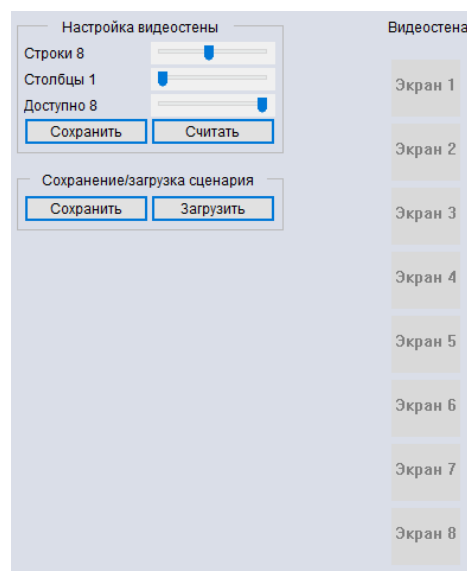 Настройка видеостены
Строки 8
Столбцы 1
Доступно 8
Сохранить Считать
Сохранение/загрузка сценария
Сохранить Загрузить
Видеостена
Экран 1
Экран 2
Экран 3
Экран 4
Экран 5
Экран 6
Экран 7
Экран 8